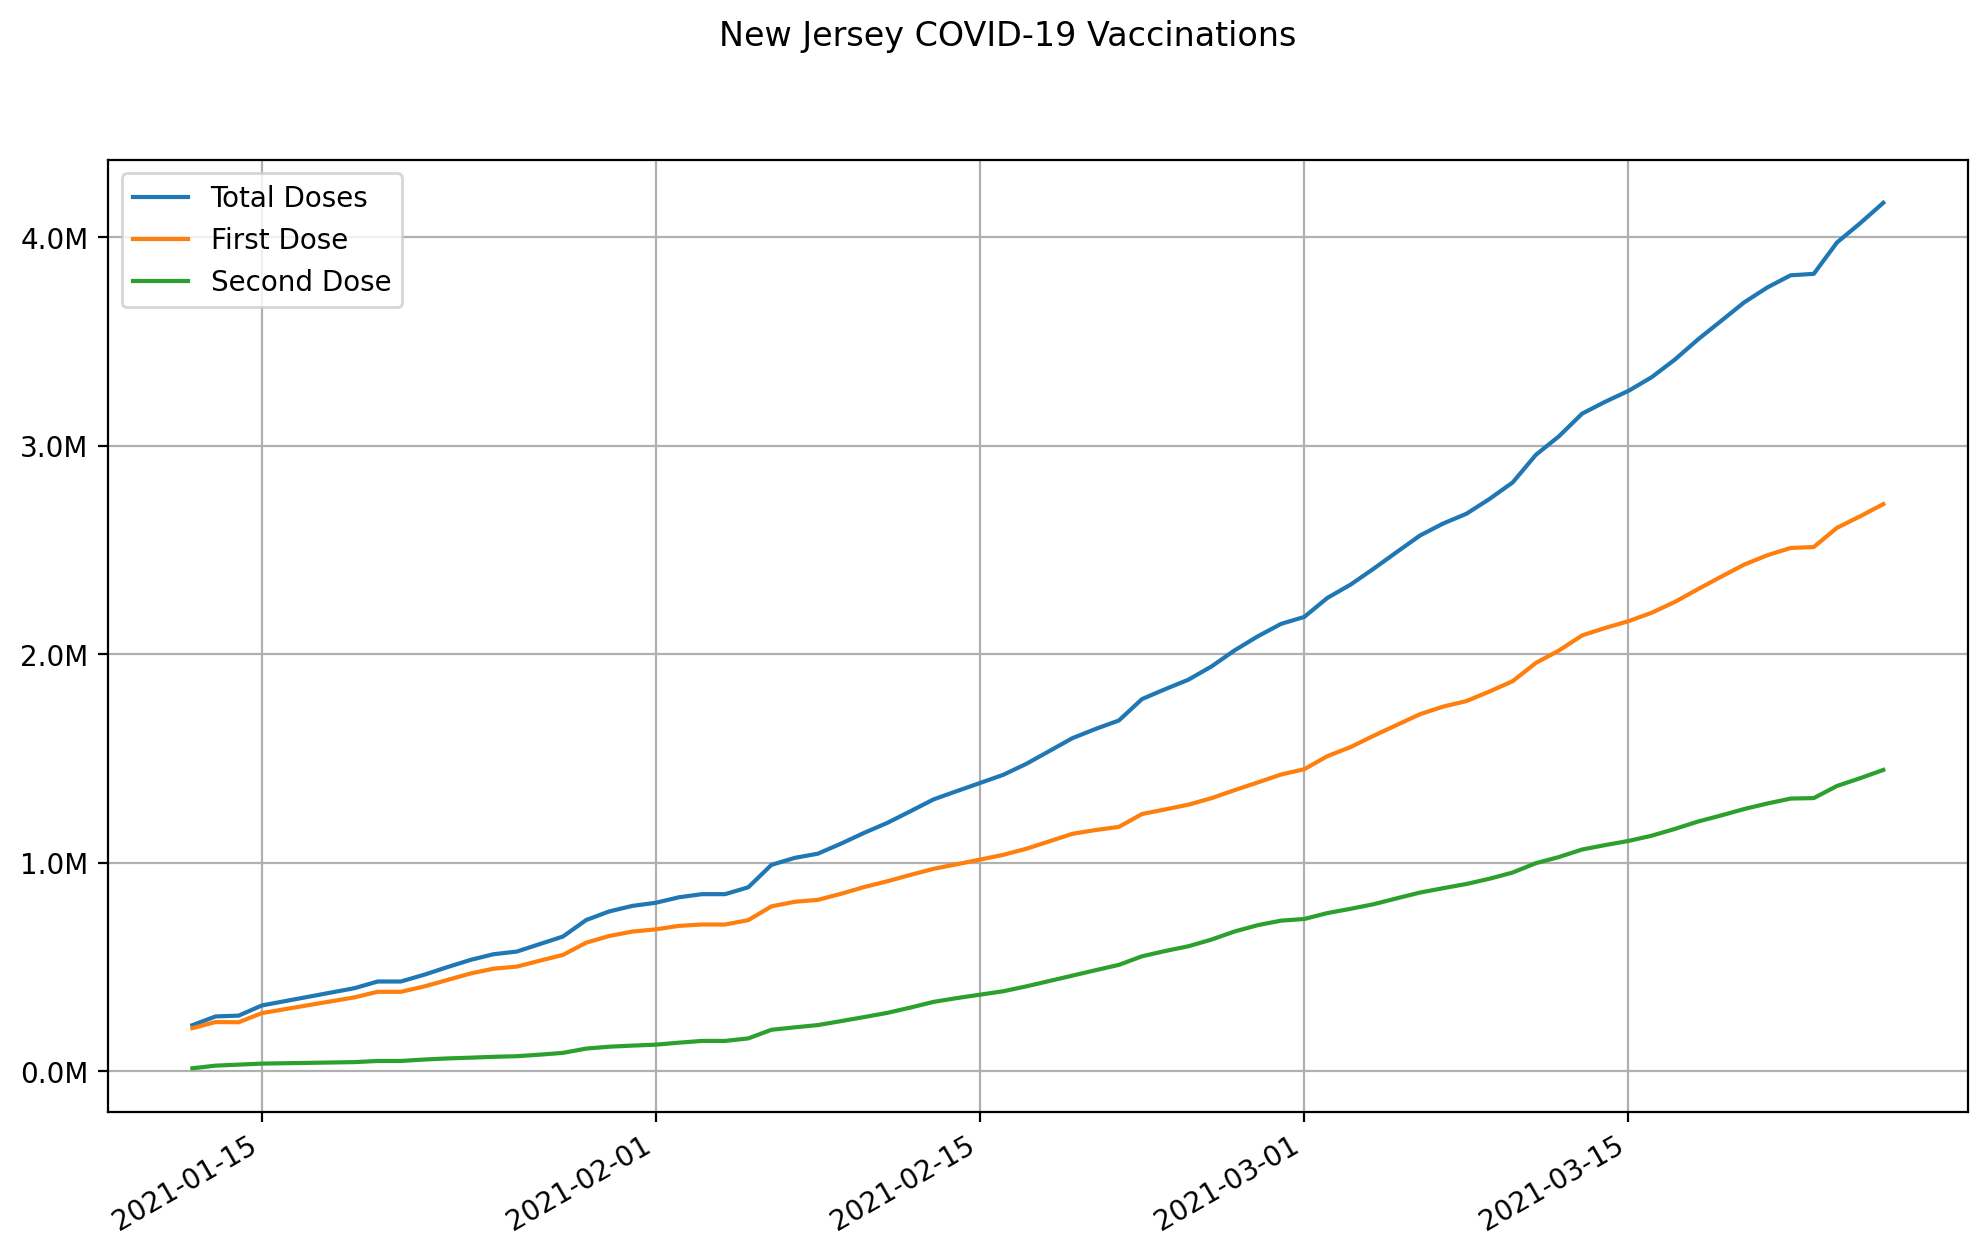 New Jersey COVID-19 Vaccinations
Total Doses
First Dose
Second Dose
4.0M
3.0M
2.0M
1.0M
0.0M
2021-01-15
2021-02-01
2021-02-15
2021-03-01
2021-03-15